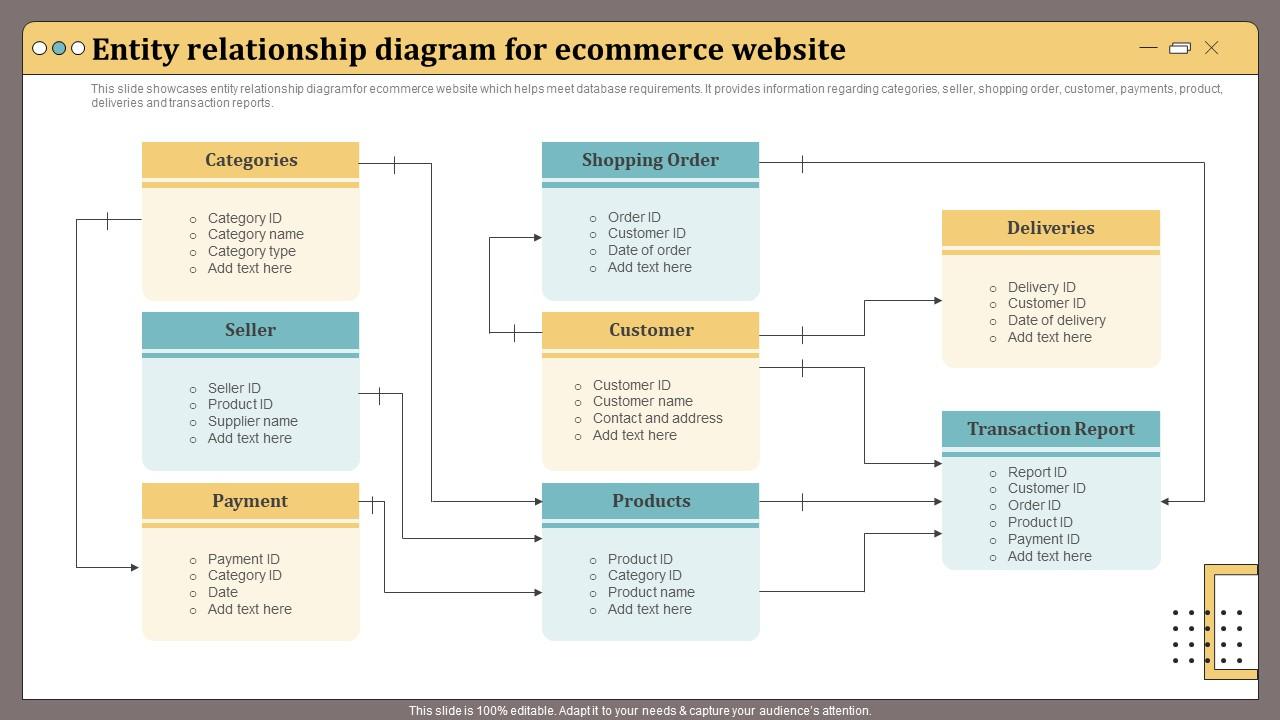 Entity relationship diagram for ecommerce website
This slide showcases entity relationship diagram for ecommerce website which helps meet database requirements. It provides information regarding categories, seller, shopping order, customer, payments, product,
deliveries and transaction reports.
Categories
Category ID
Category name
Category type
Add text here
Seller
Seller ID
Product ID
Supplier name
Add text here
Payment
Payment ID
Category ID
Date
Add text here
Shopping Order
Order ID
Customer ID
Date of order
Add text here
Customer
Customer ID
Customer name
Contact and address
Add text here
Products
Product ID
Category ID
Product name
Add text here
Deliveries
Delivery ID
Customer ID
Date of delivery
Add text here
Transaction Report
Report ID
Customer ID
Order ID
Product ID
Payment ID
Add text here
This slide is 100% editable. Adapt it to your needs & capture your audience's attention.